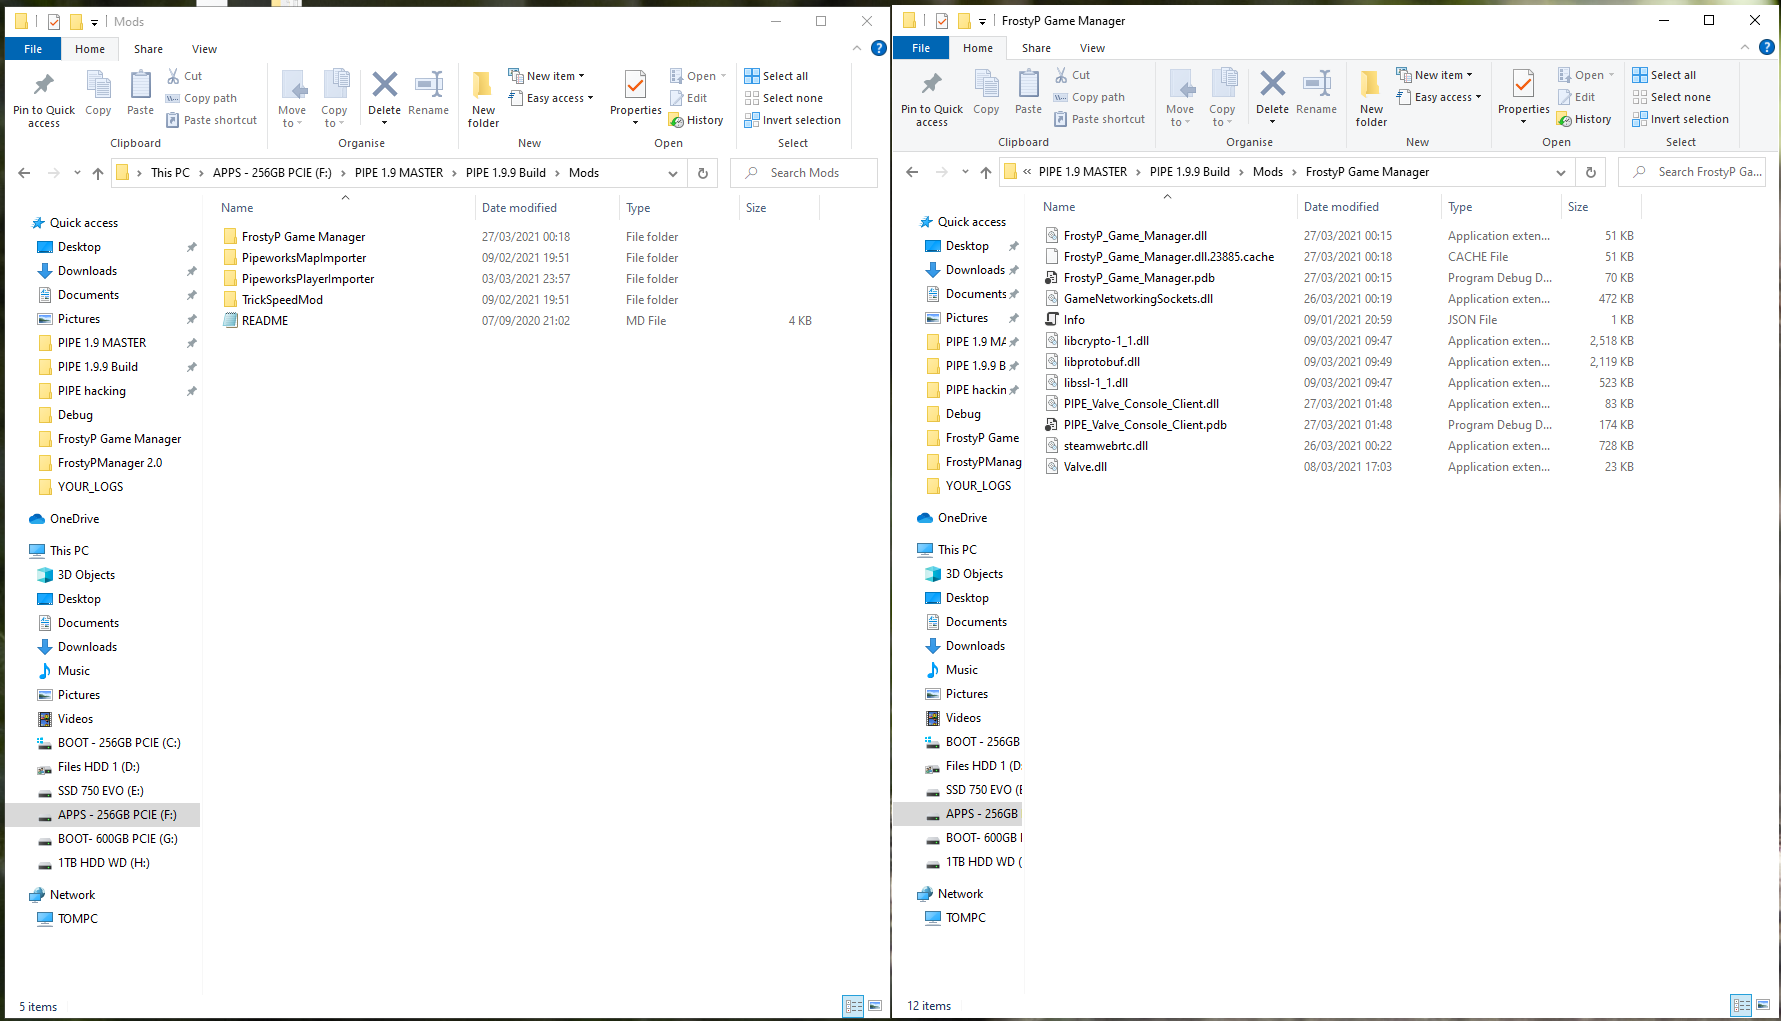 Mods
File
Home
Share
View
Pin to Quick access
Copy
Paste
Cut
Copy path
Paste shortcut
Clipboard
Move to
Copy to
Delete
Rename
Organise
New folder
New item
Easy access
New
Properties
Open
Edit
History
Open
Select all
Select none
Invert selection
Select
This PC
APPS - 256GB PCIE (F:)
PIPE 1.9 MASTER
PIPE 1.9.9 Build
Mods
Search Mods
Name
Date modified
Type
Size
Quick access
Desktop
Downloads
Documents
Pictures
PIPE 1.9 MASTER
PIPE 1.9.9 Build
PIPE hacking
Debug
FrostyP Game Manager
FrostyPManager 2.0
YOUR_LOGS
OneDrive
This PC
3D Objects
Desktop
Documents
Downloads
Music
Pictures
Videos
BOOT - 256GB PCIE (C:)
Files HDD 1 (D:)
SSD 750 EVO (E:)
APPS - 256GB PCIE (F:)
BOOT- 600GB PCIE (G:)
1TB HDD WD (H:)
Network
TOMPC
FrostyP Game Manager 27/03/2021 00:18 File folder
PipeworksMapImporter 09/02/2021 19:51 File folder
PipeworksPlayerImporter 03/03/2021 23:57 File folder
TrickSpeedMod 09/02/2021 19:51 File folder
README 07/09/2020 21:02 MD File 4 KB
5 items
FrostyP Game Manager
File
Home
Share
View
Pin to Quick access
Copy
Paste
Cut
Copy path
Paste shortcut
Clipboard
Move to
Copy to
Delete
Rename
Organise
New folder
New item
Easy access
New
Properties
Open
Edit
History
Open
Select all
Select none
Invert selection
Select
« PIPE 1.9 MASTER
PIPE 1.9.9 Build
Mods
FrostyP Game Manager
Search FrostyP Ga...
Name
Date modified
Type
Size
Quick access
Desktop
Downloads
Documents
Pictures
PIPE 1.9 MA
PIPE 1.9.9 B
PIPE hackin
Debug
FrostyP Game
FrostyPManag
YOUR_LOGS
OneDrive
This PC
3D Objects
Desktop
Documents
Downloads
Music
Pictures
Videos
BOOT - 256GB
Files HDD 1 (D:
SSD 750 EVO (E
APPS - 256GB
BOOT- 600GB
1TB HDD WD (
Network
TOMPC
FrostyP_Game_Manager.dll 27/03/2021 00:15 Application exten... 51 KB
FrostyP_Game_Manager.dll.23885.cache 27/03/2021 00:18 CACHE File 51 KB
FrostyP_Game_Manager.pdb 27/03/2021 00:15 Program Debug D... 70 KB
GameNetworkingSockets.dll 26/03/2021 00:19 Application exten... 472 KB
Info 09/01/2021 20:59 JSON File 1 KB
libcrypto-1_1.dll 09/03/2021 09:47 Application exten... 2,518 KB
libprotobuf.dll 09/03/2021 09:49 Application exten... 2,119 KB
libssl-1_1.dll 09/03/2021 09:47 Application exten... 523 KB
PIPE_Valve_Console_Client.dll 27/03/2021 01:48 Application exten... 83 KB
PIPE_Valve_Console_Client.pdb 27/03/2021 01:48 Program Debug D... 174 KB
steamwebrtc.dll 26/03/2021 00:22 Application exten... 728 KB
Valve.dll 08/03/2021 17:03 Application exten... 23 KB
12 items